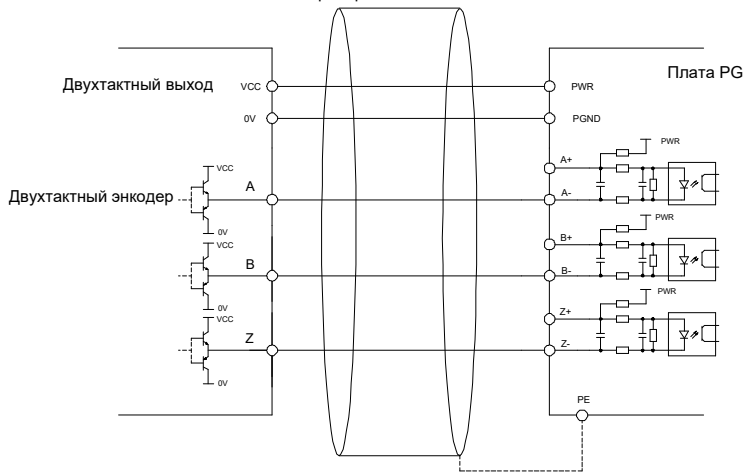 Плата PG
Двухтактный выход
VCC
PWR
0V
PGND
PWR
A+
VCC
A
A-
Двухтактный энкодер
0V
PWR
VCC
B+
B
B-
0V
PWR
VCC
Z+
Z
Z-
0V
PE